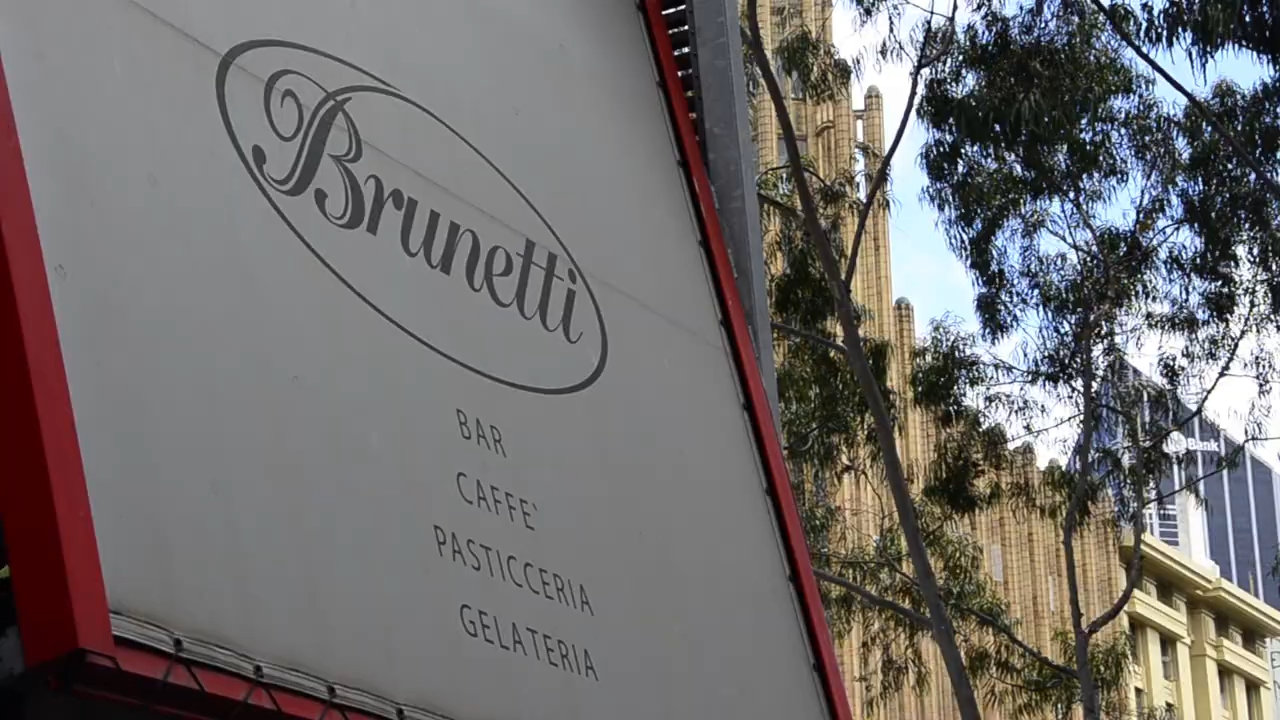 Brunetti
BAR
CAFFE`
PASTICCERIA
GELATERIA
Bank